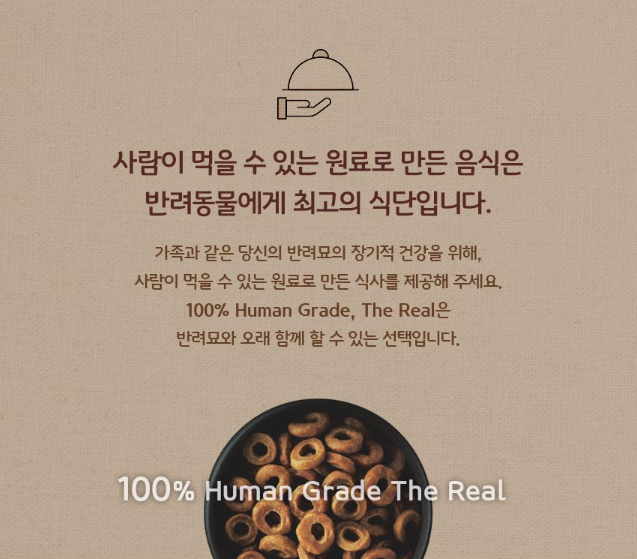 사람이 먹을 수 있는 원료로 만든 음식은
반려동물에게 최고의 식단입니다.
가족과 같은 당신의 반려묘의 장기적 건강을 위해,
사람이 먹을 수 있는 원료로 만든 식사를 제공해 주세요.
100% Human Grade, The Real은
반려묘와 오래 함께 할 수 있는 선택입니다.
100% Human Grade The Real